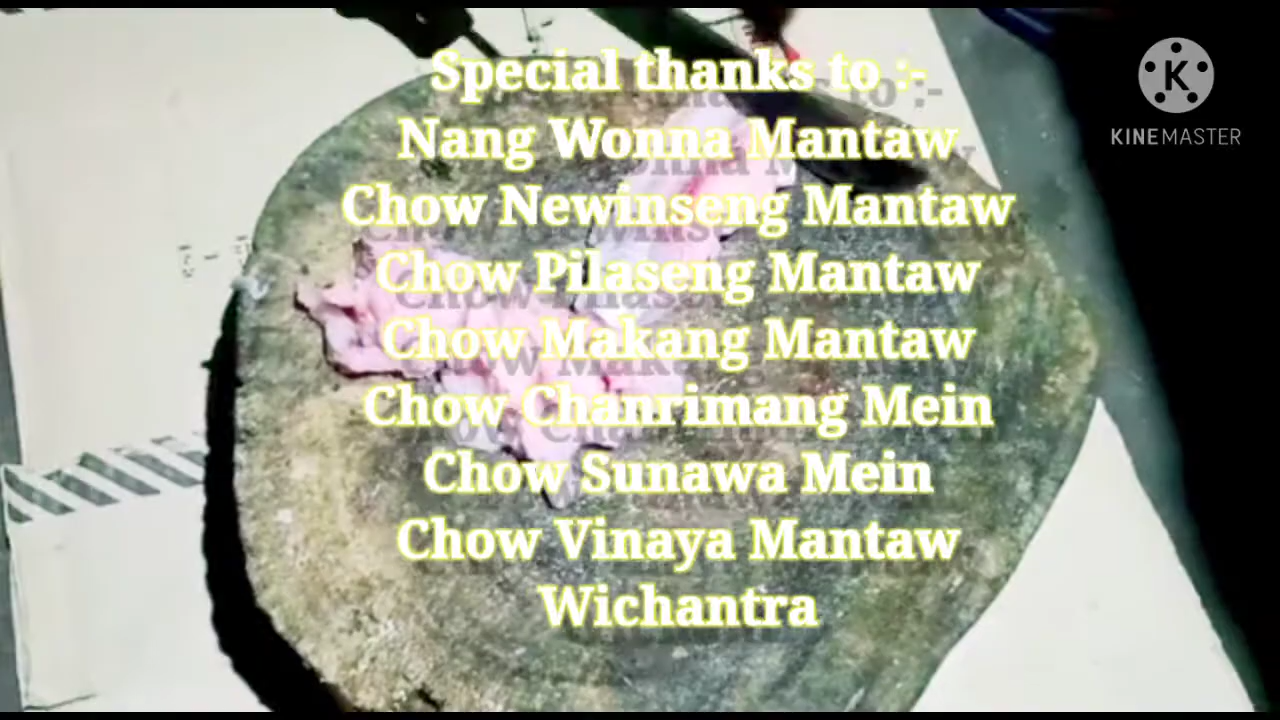 Special thanks to :-
Nang Wonna Mantaw
Chow Newinseng Mantaw
Chow Pilaseng Mantaw
Chow Makang Mantaw
Chow Chanrimang Mein
Chow Sunawa Mein
Chow Vinaya Mantaw
Wichantra
K
KINEMASTER